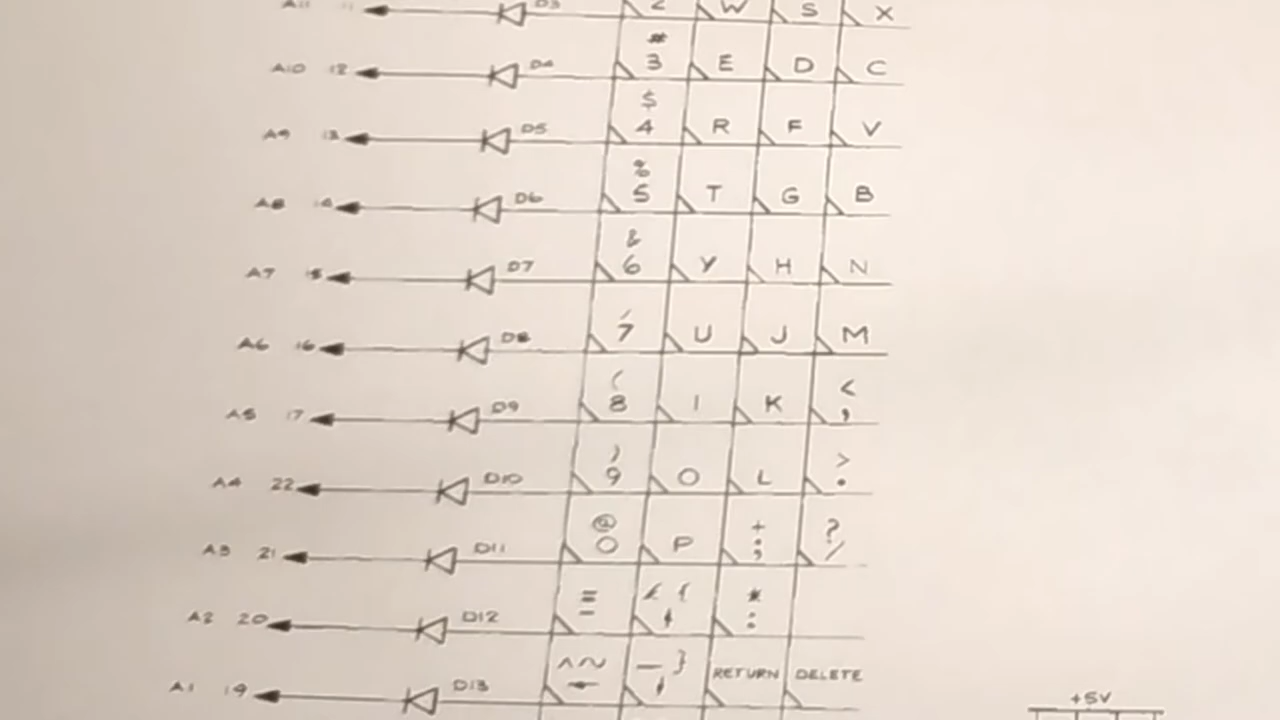 A11 11 D3 2 W S X
#
A10 12 D4 3 E D C
$
A9 13 D5 4 R F V
%
A8 14 D6 5 T G B
&
A7 15 D7 6 Y H N
'
A6 16 D8 7 U J M
( <
A5 17 D9 8 I K ,
) >
A4 22 D10 9 O L .
@ + ?
A3 21 D11 0 P ; /
= £ { *
A2 20 D12 - :
^ ~ — } RETURN DELETE
A1 19 D13 ←
+5V